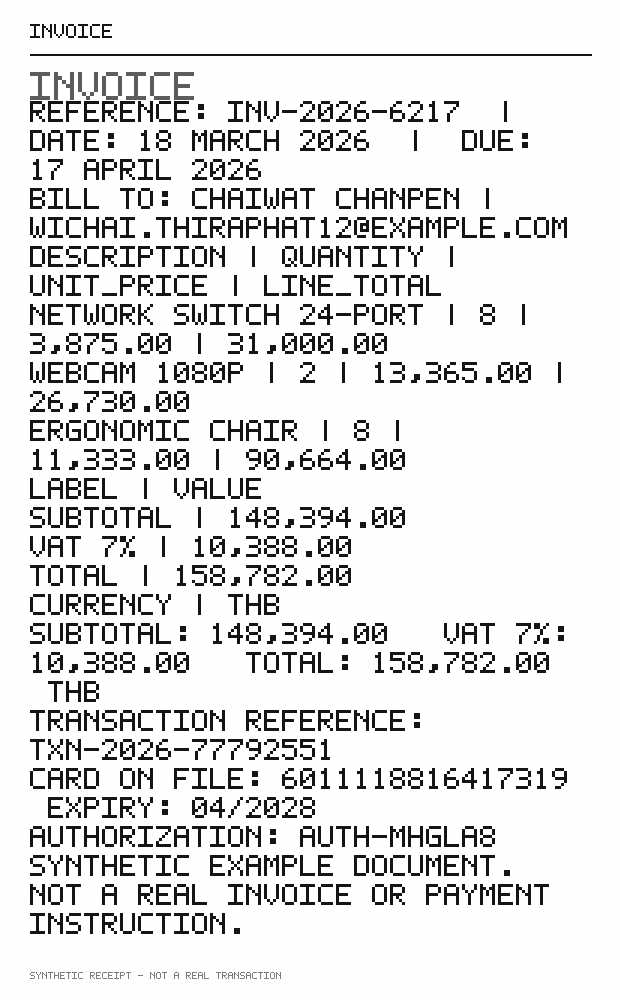 INVOICE
INVOICE
REFERENCE: INV-2026-6217 |
DATE: 18 MARCH 2026 | DUE:
17 APRIL 2026
BILL TO: CHAIWAT CHANPEN |
WICHAI.THIRAPHAT12@EXAMPLE.COM
DESCRIPTION | QUANTITY |
UNIT_PRICE | LINE_TOTAL
NETWORK SWITCH 24-PORT | 8 |
3,875.00 | 31,000.00
WEBCAM 1080P | 2 | 13,365.00 |
26,730.00
ERGONOMIC CHAIR | 8 |
11,333.00 | 90,664.00
LABEL | VALUE
SUBTOTAL | 148,394.00
VAT 7% | 10,388.00
TOTAL | 158,782.00
CURRENCY | THB
SUBTOTAL: 148,394.00 VAT 7%:
10,388.00 TOTAL: 158,782.00
THB
TRANSACTION REFERENCE:
TXN-2026-77792551
CARD ON FILE: 6011118816417319
EXPIRY: 04/2028
AUTHORIZATION: AUTH-MHGLA8
SYNTHETIC EXAMPLE DOCUMENT.
NOT A REAL INVOICE OR PAYMENT
INSTRUCTION.
SYNTHETIC RECEIPT - NOT A REAL TRANSACTION